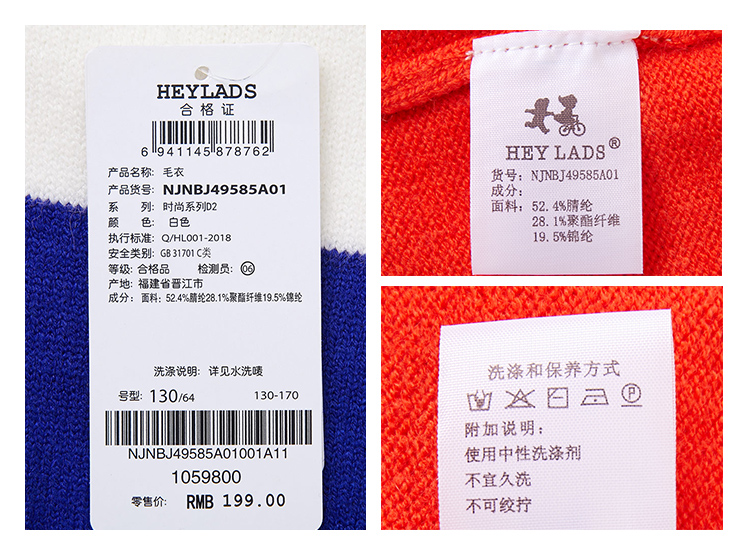 HEYLADS
合格证
6 941145 878762
产品名称: 毛衣
产品货号: NJNBJ49585A01
系 列: 时尚系列D2
颜 色: 白色
执行标准: Q/HL001-2018
安全类别: GB 31701 C类
等级: 合格品 检测员: 06
产地: 福建省晋江市
成分: 面料:52.4%腈纶28.1%聚酯纤维19.5%锦纶
洗涤说明: 详见水洗唛
号型: 130/64 130-170
NJNBJ49585A01001A11
1059800
零售价: RMB 199.00
HEY LADS®
货号: NJNBJ49585A01
成分:
面料: 52.4%腈纶
28.1%聚酯纤维
19.5%锦纶
洗涤和保养方式
P
附加说明:
使用中性洗涤剂
不宜久洗
不可绞拧